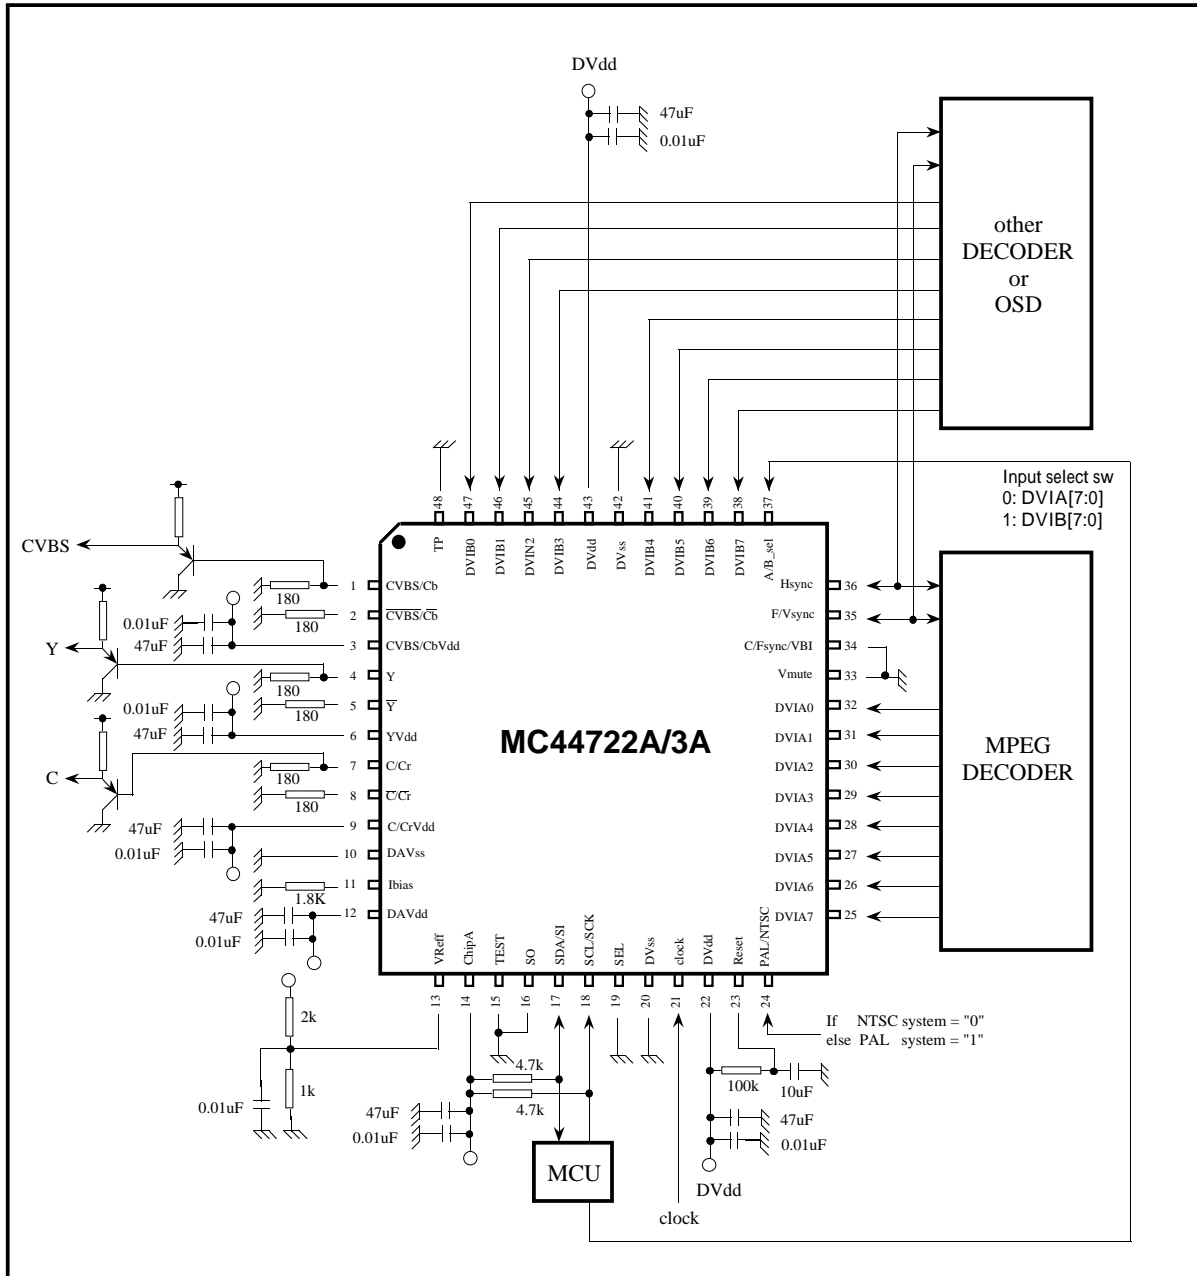 DVdd
47uF
0.01uF
other
DECODER
or
OSD
Input select sw
0: DVIA[7:0]
1: DVIB[7:0]
48 47 46 45 44 43 42 41 40 39 38 37
TP DVIB0 DVIB1 DVIN2 DVIB3 DVdd DVss DVIB4 DVIB5 DVIB6 DVIB7 A/B_sel
CVBS
Y
C
180
180
0.01uF
47uF
180
180
0.01uF
47uF
180
180
47uF
0.01uF
1.8K
47uF
0.01uF
1 CVBS/Cb
2 CVBS/Cb
3 CVBS/CbVdd
4 Y
5 Y
6 YVdd
7 C/Cr
8 C/Cr
9 C/CrVdd
10 DAVss
11 Ibias
12 DAVdd
MC44722A/3A
Hsync 36
F/Vsync 35
C/Fsync/VBI 34
Vmute 33
DVIA0 32
DVIA1 31
DVIA2 30
DVIA3 29
DVIA4 28
DVIA5 27
DVIA6 26
DVIA7 25
MPEG
DECODER
VReff ChipA TEST SO SDA/SI SCL/SCK SEL DVss clock DVdd Reset PAL/NTSC
13 14 15 16 17 18 19 20 21 22 23 24
If NTSC system = "0"
else PAL system = "1"
2k
1k
0.01uF
4.7k
4.7k
47uF
0.01uF
MCU
clock
100k
10uF
47uF
0.01uF
DVdd